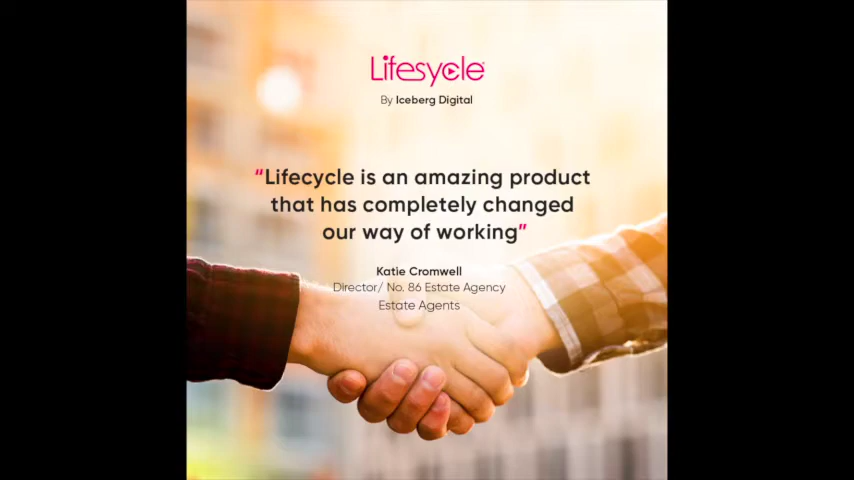 Lifesycle
By Iceberg Digital
“Lifecycle is an amazing product
that has completely changed
our way of working”
Katie Cromwell
Director/ No. 86 Estate Agency
Estate Agents